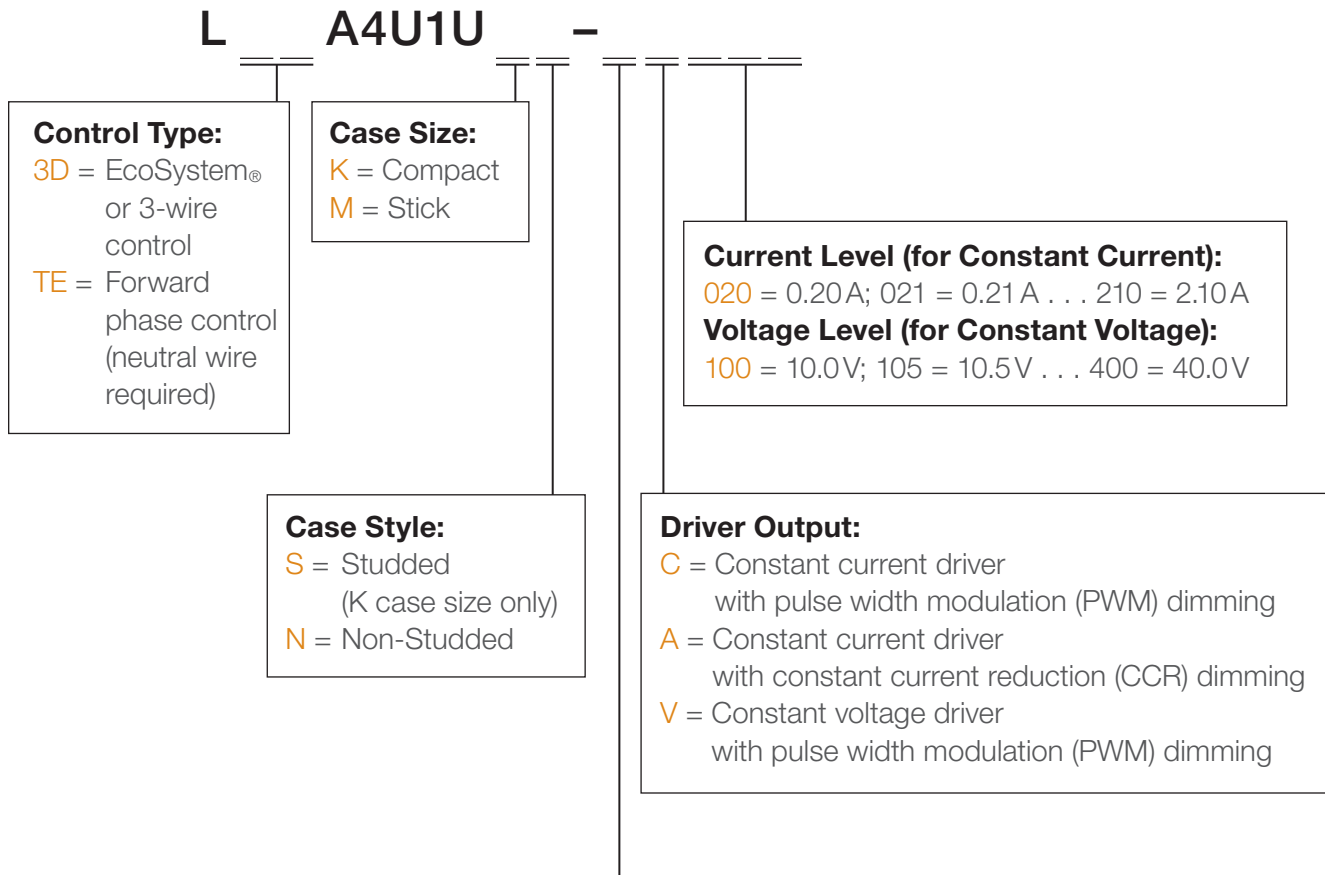 L A4U1U –
Control Type:
3D = EcoSystem®
or 3-wire
control
TE = Forward
phase control
(neutral wire
required)
Case Size:
K = Compact
M = Stick
Current Level (for Constant Current):
020 = 0.20 A; 021 = 0.21 A . . . 210 = 2.10 A
Voltage Level (for Constant Voltage):
100 = 10.0 V; 105 = 10.5 V . . . 400 = 40.0 V
Case Style:
S = Studded
(K case size only)
N = Non-Studded
Driver Output:
C = Constant current driver
with pulse width modulation (PWM) dimming
A = Constant current driver
with constant current reduction (CCR) dimming
V = Constant voltage driver
with pulse width modulation (PWM) dimming